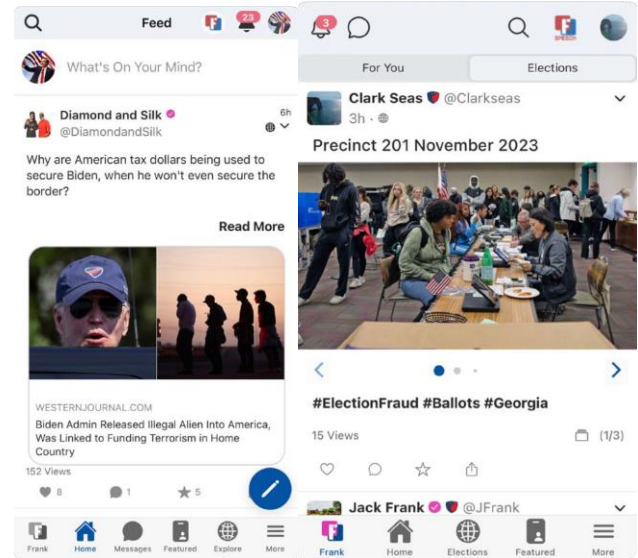 Feed
23
What's On Your Mind?
Diamond and Silk
6h
@DiamondandSilk
Why are American tax dollars being used to
secure Biden, when he won't even secure the
border?
Read More
WESTERNJOURNAL.COM
Biden Admin Released Illegal Alien Into America,
Was Linked to Funding Terrorism in Home
Country
152 Views
8
1
5
Frank
Home
Messages
Featured
Explore
More
3
SPEECH
For You
Elections
Clark Seas @Clarkseas
3h ·
Precinct 201 November 2023
#ElectionFraud #Ballots #Georgia
15 Views
(1/3)
Jack Frank @JFrank
Frank
Home
Elections
Featured
More